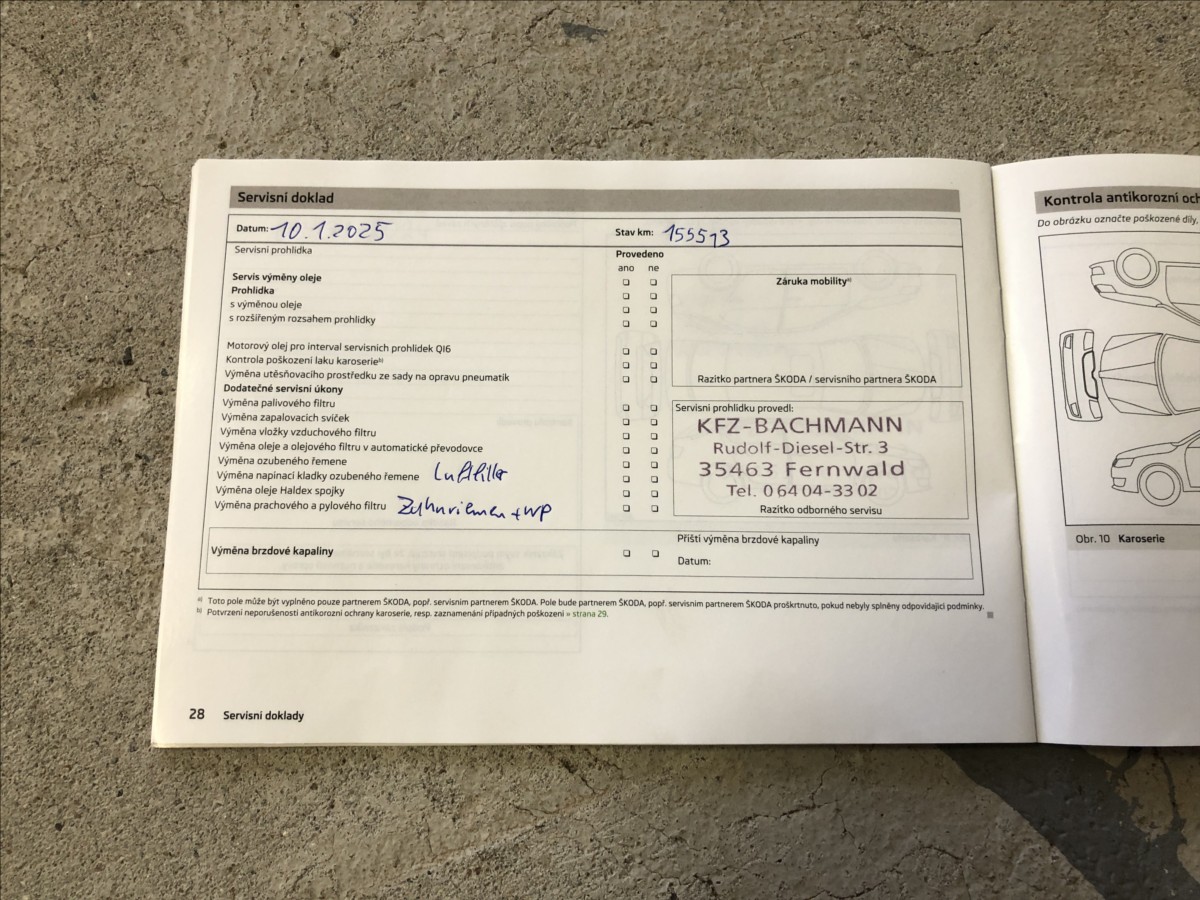 Servisní doklad
Datum: 10.1.2025
Stav km: 155513
Servisní prohlídka
Provedeno
ano ne
Servis výměny oleje
Prohlídka
s výměnou oleje
s rozšířeným rozsahem prohlídky
Motorový olej pro interval servisních prohlídek QI6
Kontrola poškození laku karoserie b)
Výměna utěsňovacího prostředku ze sady na opravu pneumatik
Dodatečné servisní úkony
Výměna palivového filtru
Výměna zapalovacích svíček
Výměna vložky vzduchového filtru
Výměna oleje a olejového filtru v automatické převodovce
Výměna ozubeného řemene
Výměna napínací kladky ozubeného řemene Luftfilter
Výměna oleje Haldex spojky
Výměna prachového a pylového filtru Zahnriemen + WP
Záruka mobility a)
Razítko partnera ŠKODA / servisního partnera ŠKODA
Servisní prohlídku provedl:
KFZ-BACHMANN
Rudolf-Diesel-Str. 3
35463 Fernwald
Tel. 0 64 04-33 02
Razítko odborného servisu
Výměna brzdové kapaliny
Příští výměna brzdové kapaliny
Datum:
a) Toto pole může být vyplněno pouze partnerem ŠKODA, popř. servisním partnerem ŠKODA. Pole bude partnerem ŠKODA, popř. servisním partnerem ŠKODA proškrtnuto, pokud nebyly splněny odpovídající podmínky.
b) Potvrzení neporušenosti antikorozní ochrany karoserie, resp. zaznamenání případných poškození » strana 29.
28 Servisní doklady
Kontrola antikorozní och
Do obrázku označte poškozené díly.
Obr. 10 Karoserie